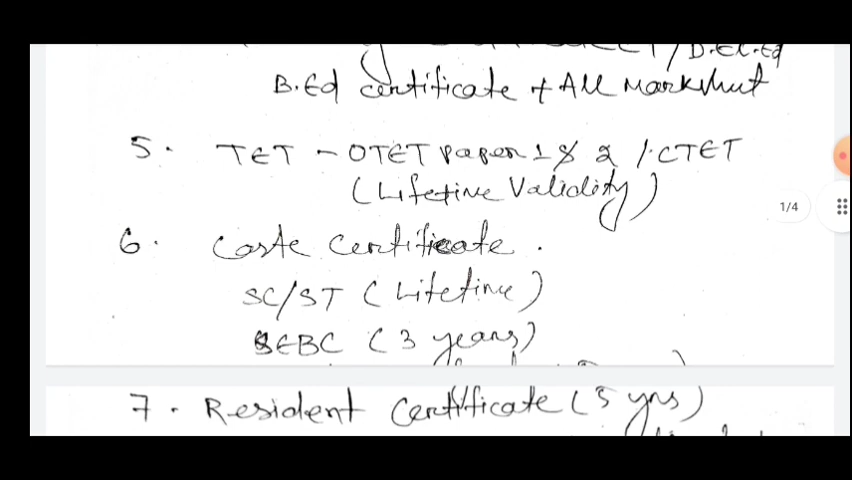 B.Ed certificate + All Marksheet
5. TET - OTET Paper 1 & 2 / CTET
(Lifetime Validity)
1/4
6. Caste Certificate.
SC/ST (Lifetime)
SEBC (3 years)
7. Resident Certificate (5 yrs)